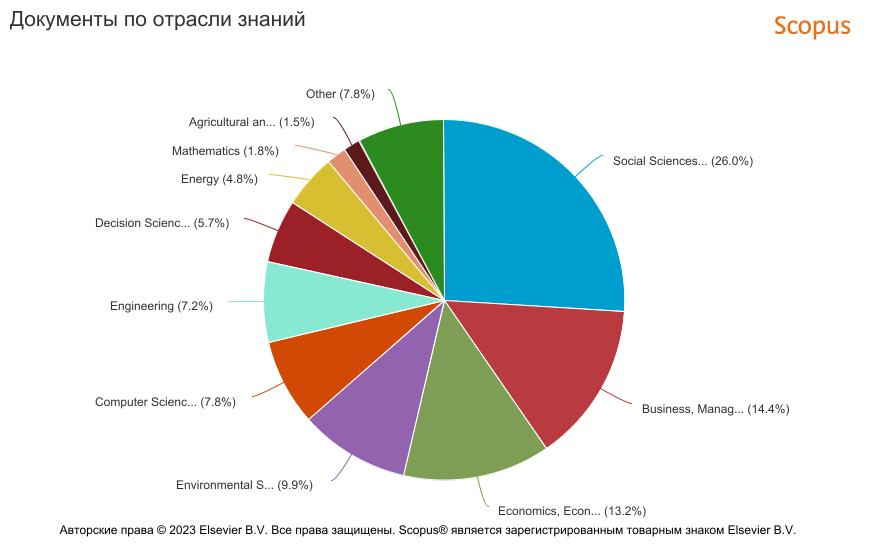 Документы по отрасли знаний
Scopus
Other (7.8%)
Agricultural an... (1.5%)
Mathematics (1.8%)
Energy (4.8%)
Decision Scienc... (5.7%)
Engineering (7.2%)
Computer Scienc... (7.8%)
Environmental S... (9.9%)
Social Sciences... (26.0%)
Business, Manag... (14.4%)
Economics, Econ... (13.2%)
Авторские права © 2023 Elsevier B.V. Все права защищены. Scopus® является зарегистрированным товарным знаком Elsevier B.V.